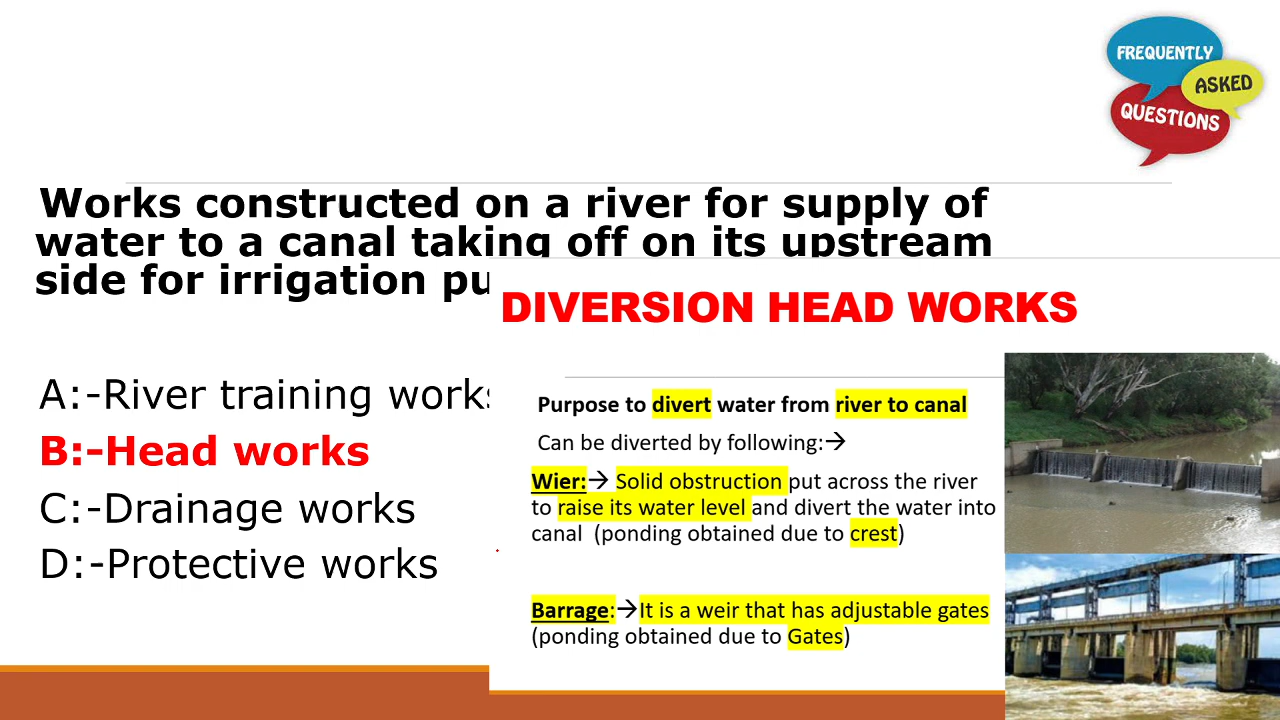 FREQUENTLY
ASKED
QUESTIONS
Works constructed on a river for supply of
water to a canal taking off on its upstream
side for irrigation
DIVERSION HEAD WORKS
A:-River training works
B:-Head works
C:-Drainage works
D:-Protective works
Purpose to divert water from river to canal
Can be diverted by following:→
Wier:→ Solid obstruction put across the river
to raise its water level and divert the water into
canal (ponding obtained due to crest)
Barrage:→It is a weir that has adjustable gates
(ponding obtained due to Gates)